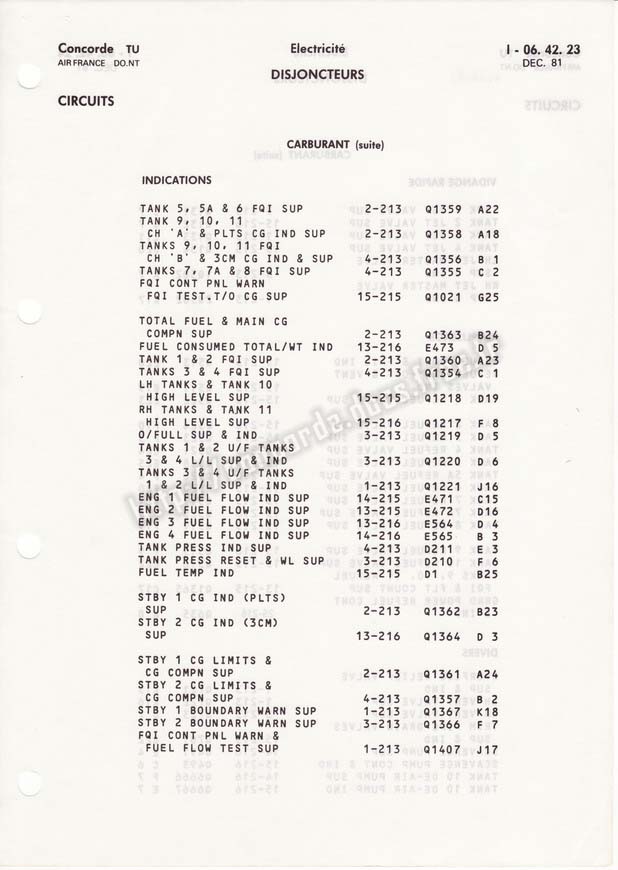 Concorde TU Electricité I - 06. 42. 23
AIR FRANCE DO.NT DISJONCTEURS DEC. 81
CIRCUITS
CARBURANT (suite)
INDICATIONS
TANK 5, 5A & 6 FQI SUP 2-213 Q1359 A22
TANK 9, 10, 11
CH 'A' & PLTS CG IND SUP 2-213 Q1358 A18
TANKS 9, 10, 11 FQI
CH 'B' & 3CM CG IND & SUP 4-213 Q1356 B 1
TANKS 7, 7A & 8 FQI SUP 4-213 Q1355 C 2
FQI CONT PNL WARN
FQI TEST.T/O CG SUP 15-215 Q1021 G25
TOTAL FUEL & MAIN CG
COMPN SUP 2-213 Q1363 B24
FUEL CONSUMED TOTAL/WT IND 13-216 E473 D 5
TANK 1 & 2 FQI SUP 2-213 Q1360 A23
TANKS 3 & 4 FQI SUP 4-213 Q1354 C 1
LH TANKS & TANK 10
HIGH LEVEL SUP 15-215 Q1218 D19
RH TANKS & TANK 11
HIGH LEVEL SUP 15-216 Q1217 F 8
O/FULL SUP & IND 3-213 Q1219 D 5
TANKS 1 & 2 U/F TANKS
3 & 4 L/L SUP & IND 3-213 Q1220 D 6
TANKS 3 & 4 U/F TANKS
1 & 2 L/L SUP & IND 1-213 Q1221 J16
ENG 1 FUEL FLOW IND SUP 14-215 E471 C15
ENG 2 FUEL FLOW IND SUP 13-215 E472 D16
ENG 3 FUEL FLOW IND SUP 13-216 E564 D 4
ENG 4 FUEL FLOW IND SUP 14-216 E565 B 3
TANK PRESS IND SUP 4-213 D211 E 3
TANK PRESS RESET & WL SUP 3-213 D210 F 6
FUEL TEMP IND 15-215 D1 B25
STBY 1 CG IND (PLTS)
SUP 2-213 Q1362 B23
STBY 2 CG IND (3CM)
SUP 13-216 Q1364 D 3
STBY 1 CG LIMITS &
CG COMPN SUP 2-213 Q1361 A24
STBY 2 CG LIMITS &
CG COMPN SUP 4-213 Q1357 B 2
STBY 1 BOUNDARY WARN SUP 1-213 Q1367 K18
STBY 2 BOUNDARY WARN SUP 3-213 Q1366 F 7
FQI CONT PNL WARN &
FUEL FLOW TEST SUP 1-213 Q1407 J17